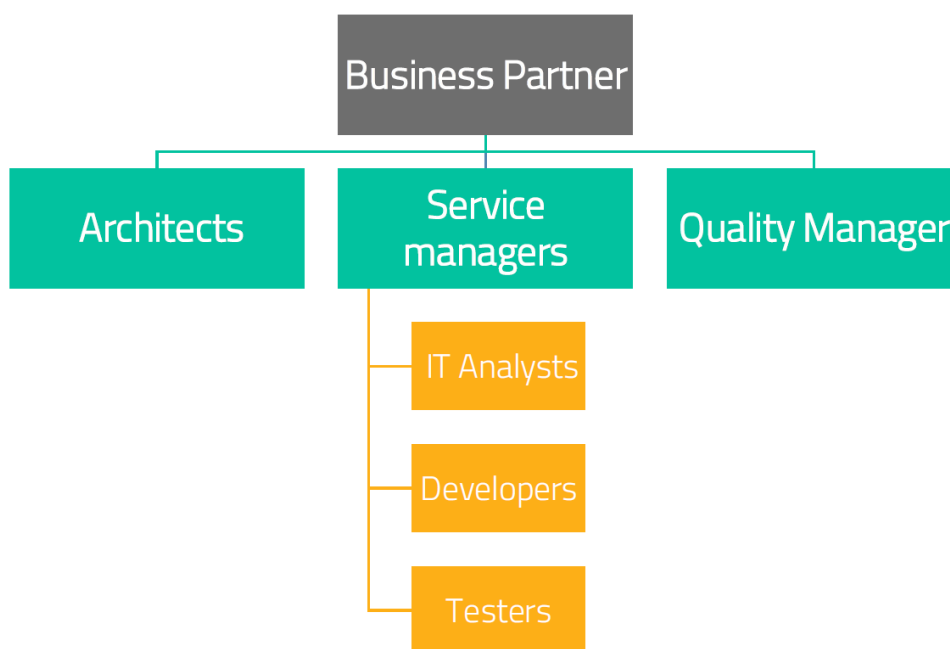 Business Partner
Architects
Service
managers
Quality Manager
IT Analysts
Developers
Testers